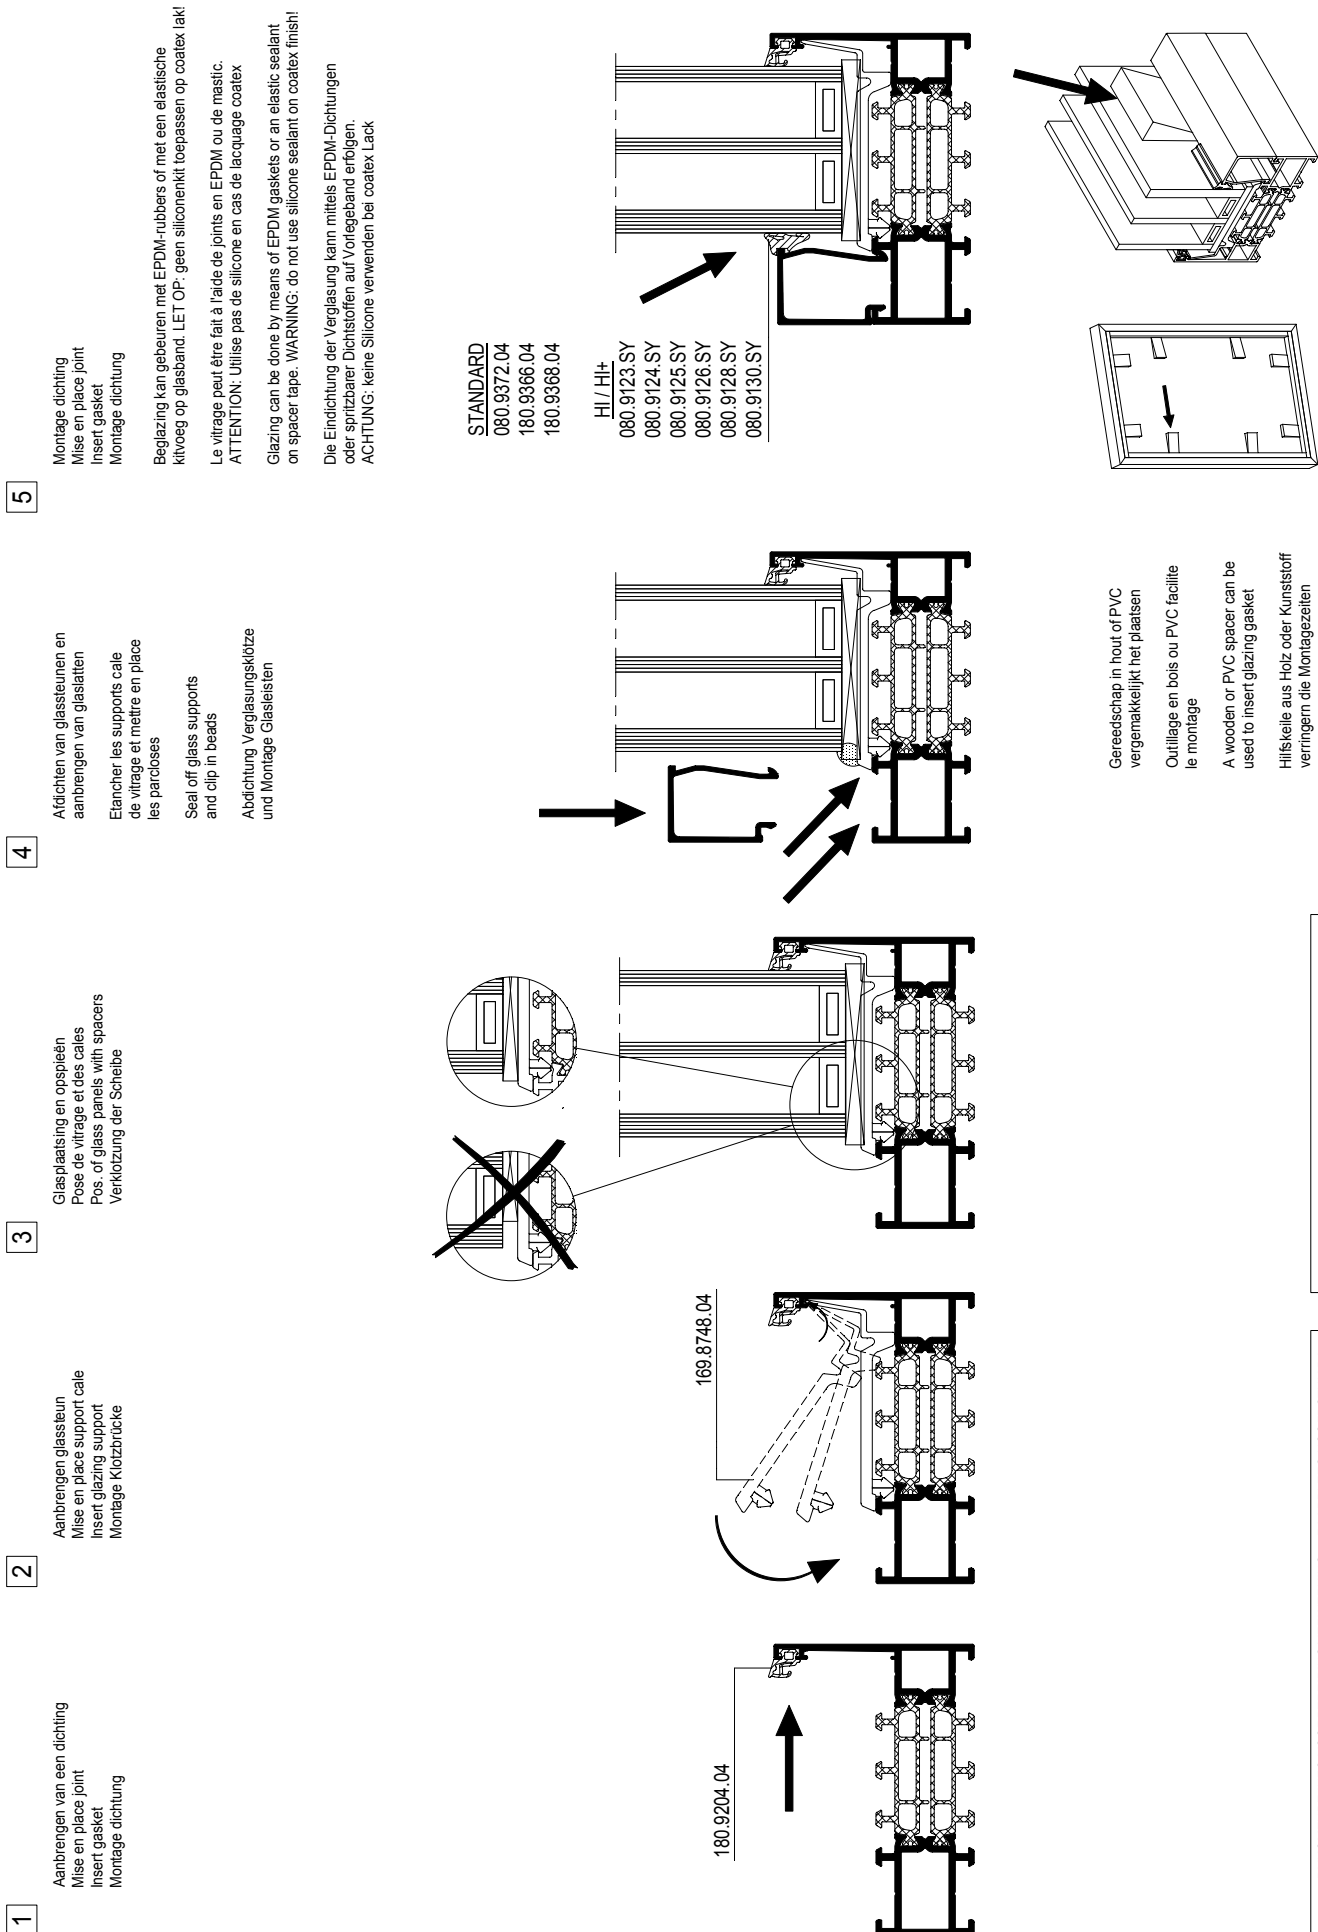 1
Aanbrengen van een dichting
Mise en place joint
Insert gasket
Montage dichtung
180.9204.04
2
Aanbrengen glassteun
Mise en place support cale
Insert glazing support
Montage Klotzbrücke
169.8748.04
3
Glasplaatsing en opspieën
Pose de vitrage et des cales
Pos. of glass panels with spacers
Verklotzung der Scheibe
4
Afdichten van glassteunen en
aanbrengen van glaslatten
Etancher les supports cale
de vitrage et mettre en place
les parcloses
Seal off glass supports
and clip in beads
Abdichtung Verglasungsklötze
und Montage Glasleisten
5
Montage dichting
Mise en place joint
Insert gasket
Montage dichtung
Beglazing kan gebeuren met EPDM-rubbers of met een elastische
kitvoeg op glasband. LET OP: geen siliconenkit toepassen op coatex lak!
Le vitrage peut être fait à l'aide de joints en EPDM ou de mastic.
ATTENTION: Utilise pas de silicone en cas de lacquage coatex
Glazing can be done by means of EPDM gaskets or an elastic sealant
on spacer tape. WARNING: do not use silicone sealant on coatex finish!
Die Eindichtung der Verglasung kann mittels EPDM-Dichtungen
oder spritzbarer Dichtstoffen auf Vorlegeband erfolgen.
ACHTUNG: keine Silicone verwenden bei coatex Lack
STANDARD
080.9372.04
180.9366.04
180.9368.04
HI / HI+
080.9123.SY
080.9124.SY
080.9125.SY
080.9126.SY
080.9128.SY
080.9130.SY
Gereedschap in hout of PVC
vergemakkelijkt het plaatsen
Outillage en bois ou PVC facilite
le montage
A wooden or PVC spacer can be
used to insert glazing gasket
Hilfskeile aus Holz oder Kunststoff
verringern die Montagezeiten